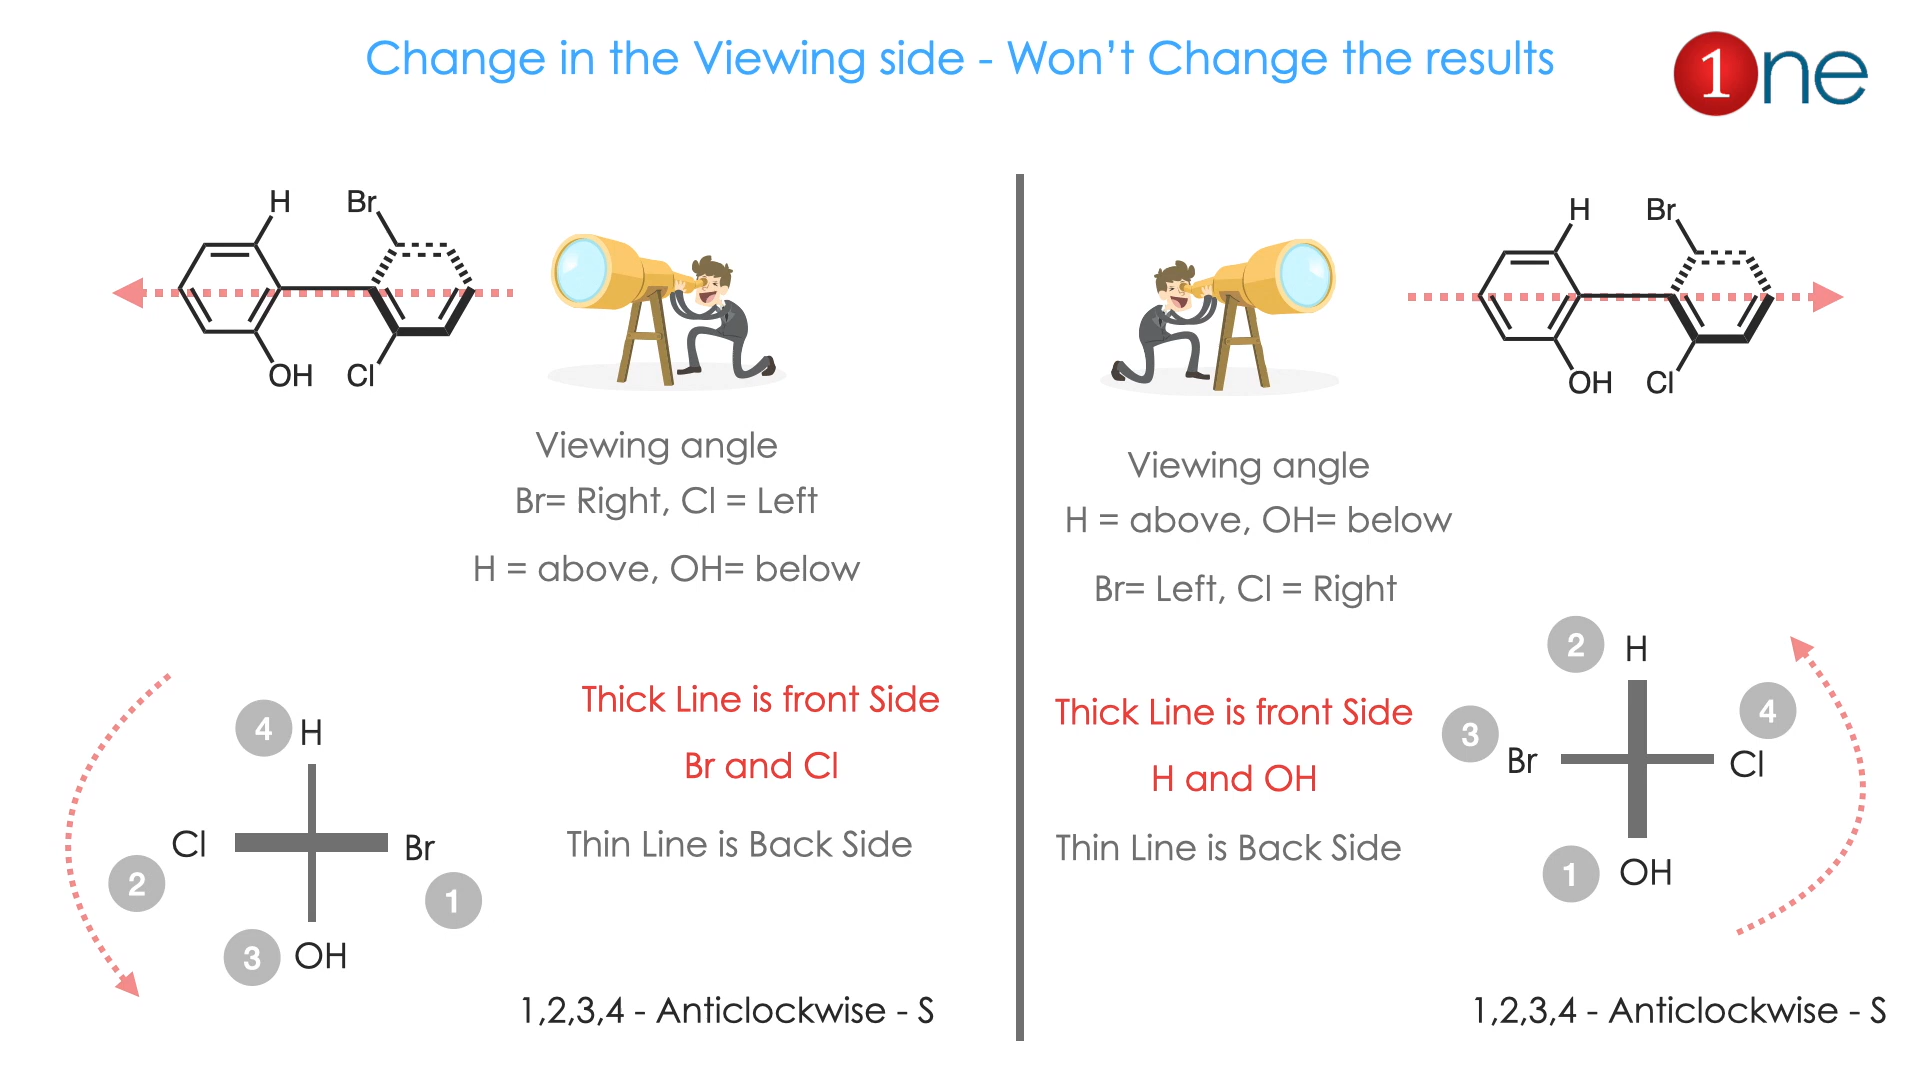 Change in the Viewing side - Won't Change the results
1ne
H Br
OH Cl
Viewing angle
Br= Right, Cl = Left
H = above, OH= below
Thick Line is front Side
Br and Cl
Thin Line is Back Side
4 H
Cl Br
2 1
3 OH
1,2,3,4 - Anticlockwise - S
H Br
OH Cl
Viewing angle
H = above, OH= below
Br= Left, Cl = Right
Thick Line is front Side
H and OH
Thin Line is Back Side
2 H
3 4
Br Cl
1 OH
1,2,3,4 - Anticlockwise - S